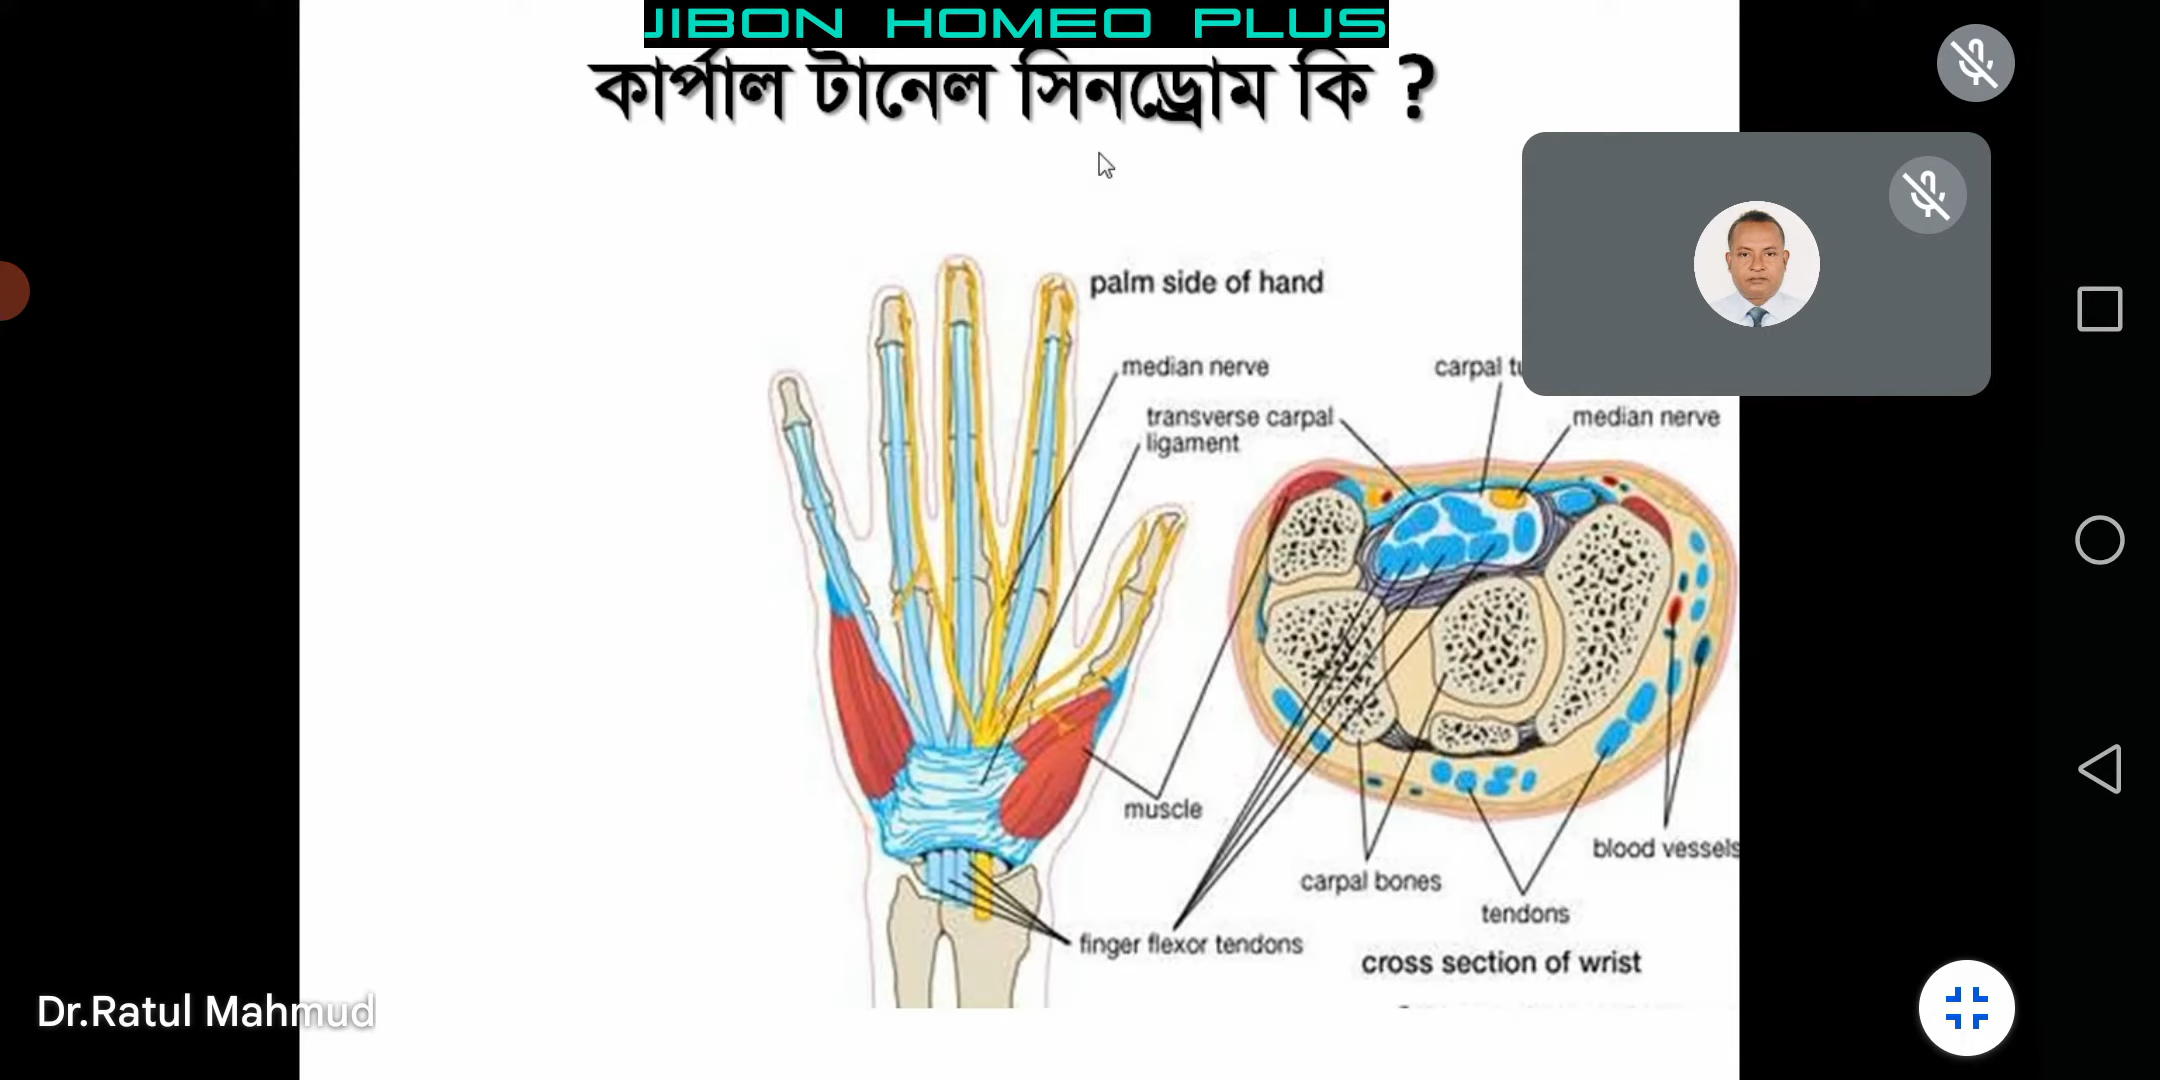 JIBON HOMEO PLUS
কার্পাল টানেল সিনড্রোম কি ?
palm side of hand
median nerve
carpal
transverse carpal
ligament
median nerve
muscle
blood vessels
carpal bones
tendons
finger flexor tendons
cross section of wrist
Dr.Ratul Mahmud